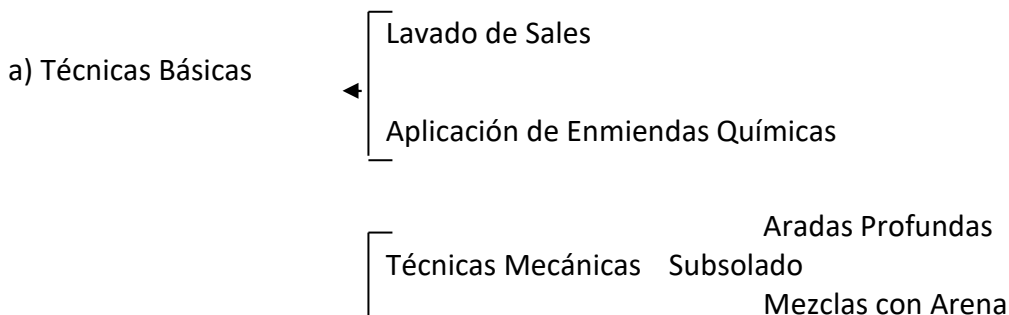 Lavado de Sales
a) Técnicas Básicas
Aplicación de Enmiendas Químicas
Aradas Profundas
Técnicas Mecánicas Subsolado
Mezclas con Arena